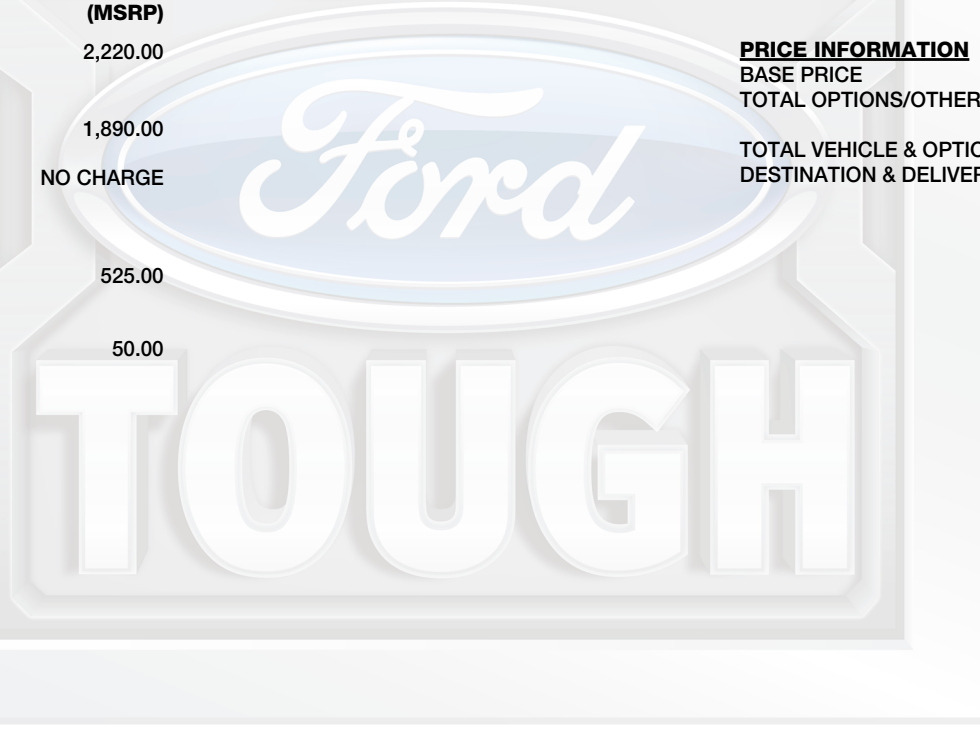 (MSRP)
2,220.00
1,890.00
NO CHARGE
525.00
50.00
PRICE INFORMATION
BASE PRICE
TOTAL OPTIONS/OTHER
TOTAL VEHICLE & OPTIO
DESTINATION & DELIVER
Ford
TOUGH